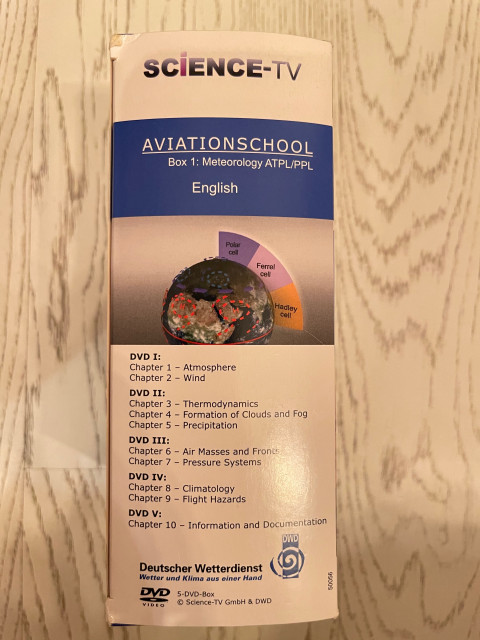 SCiENCE-TV
AVIATIONSCHOOL
Box 1: Meteorology ATPL/PPL
English
Polar
cell
Ferrel
cell
Hadley
cell
DVD I:
Chapter 1 – Atmosphere
Chapter 2 – Wind
DVD II:
Chapter 3 – Thermodynamics
Chapter 4 – Formation of Clouds and Fog
Chapter 5 – Precipitation
DVD III:
Chapter 6 – Air Masses and Fronts
Chapter 7 – Pressure Systems
DVD IV:
Chapter 8 – Climatology
Chapter 9 – Flight Hazards
DVD V:
Chapter 10 – Information and Documentation
DWD
Deutscher Wetterdienst
Wetter und Klima aus einer Hand
DVD
VIDEO
5-DVD-Box
© Science-TV GmbH & DWD
50056